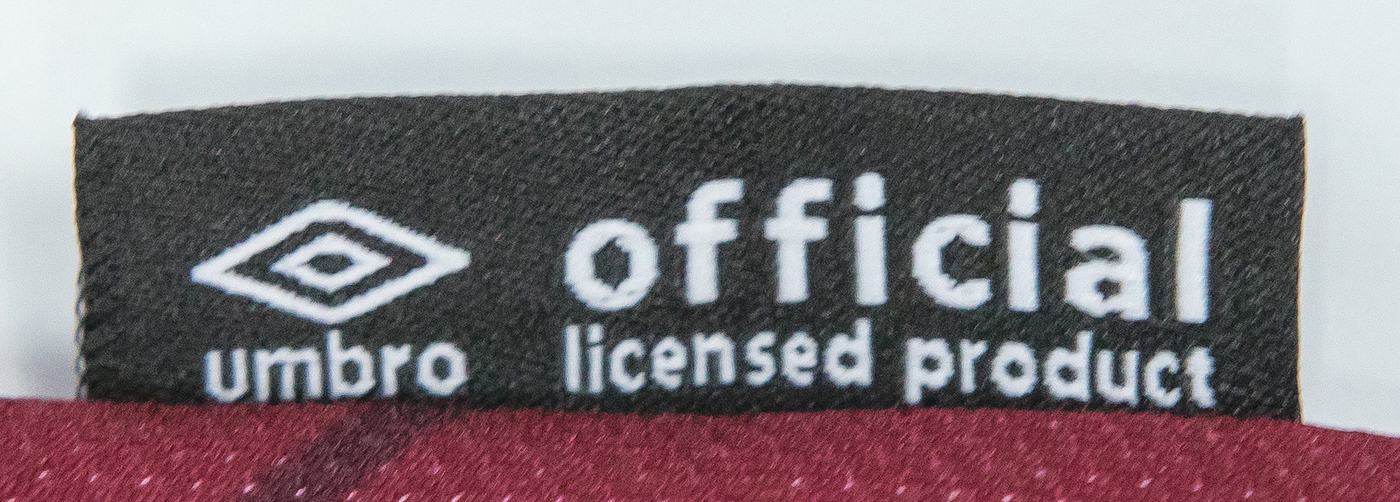 official
umbro licensed product